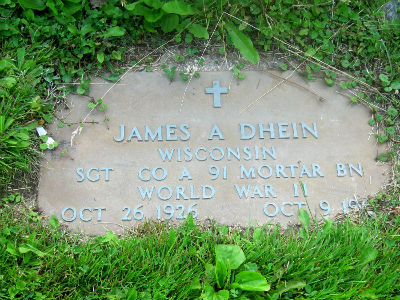 JAMES A DHEIN
WISCONSIN
SGT CO A 91 MORTAR BN
WORLD WAR II
OCT 26 1926 OCT 9